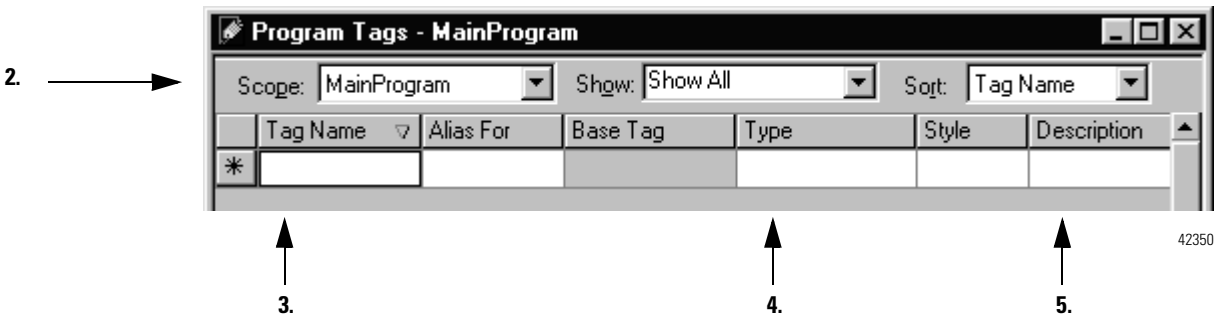 Program Tags - MainProgram
2.
Scope: MainProgram Show: Show All Sort: Tag Name
Tag Name Alias For Base Tag Type Style Description
*
42350
3. 4. 5.